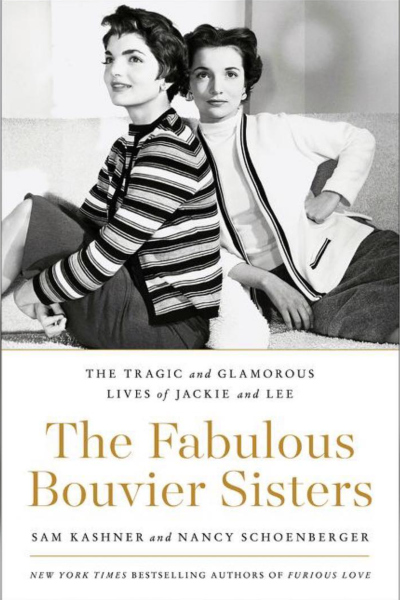 THE TRAGIC and GLAMOROUS
LIVES of JACKIE and LEE
The Fabulous
Bouvier Sisters
SAM KASHNER and NANCY SCHOENBERGER
NEW YORK TIMES BESTSELLING AUTHORS OF FURIOUS LOVE